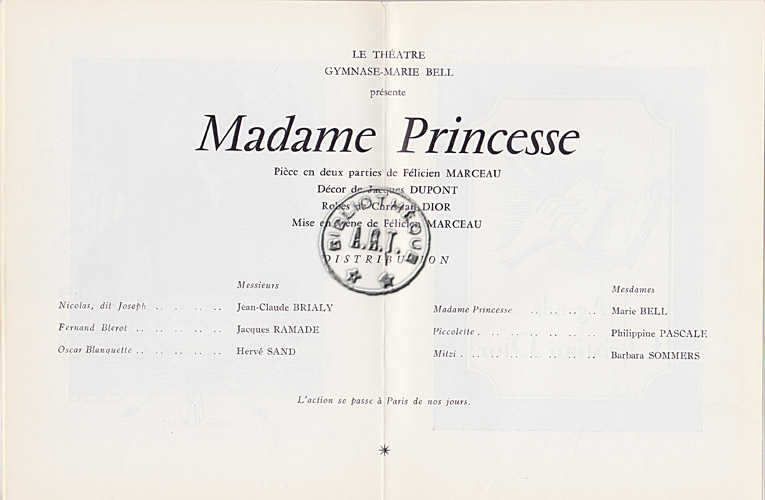 LE THÉATRE
GYMNASE-MARIE BELL
présente
Madame Princesse
Pièce en deux parties de Félicien MARCEAU
Décor de Jacques DUPONT
Robes de Christian DIOR
Mise en scène de Félicien MARCEAU
BIBLIOTHÈQUE
A.R.T.
DISTRIBUTION
Messieurs
Nicolas, dit Joseph .. .. .. .. Jean-Claude BRIALY
Fernand Blérot .. .. .. .. .. Jacques RAMADE
Oscar Blanquette .. .. .. .. .. Hervé SAND
Mesdames
Madame Princesse .. .. .. .. Marie BELL
Piccolette . .. .. .. .. .. .. Philippine PASCALE
Mitzi . .. .. .. .. .. .. .. Barbara SOMMERS
L'action se passe à Paris de nos jours.